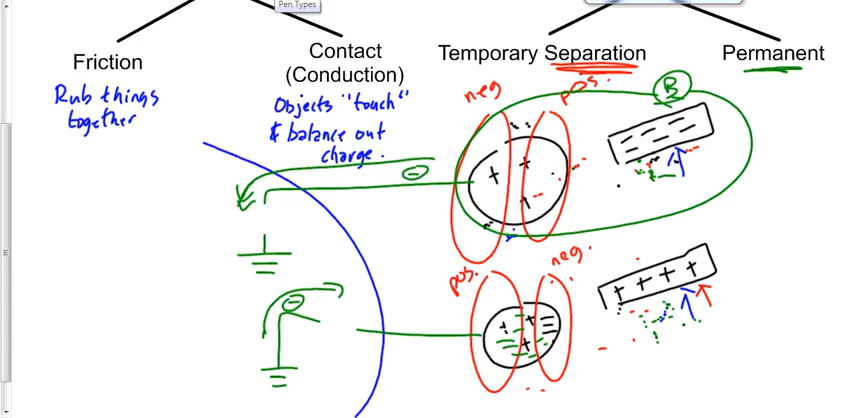 Pen Types
Friction
Contact
(Conduction)
Temporary Separation
Permanent
Rub things
together
Objects "touch"
& balance out
charge.
neg
pos.
B
pos.
neg.